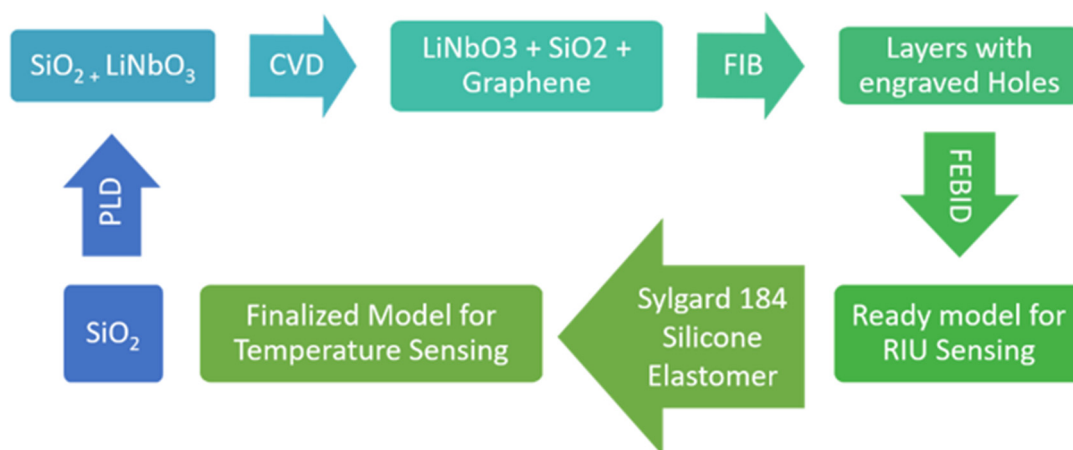 SiO₂ + LiNbO₃
CVD
LiNbO3 + SiO2 +
Graphene
FIB
Layers with
engraved Holes
PLD
FEBID
SiO₂
Finalized Model for
Temperature Sensing
Sylgard 184
Silicone
Elastomer
Ready model for
RIU Sensing